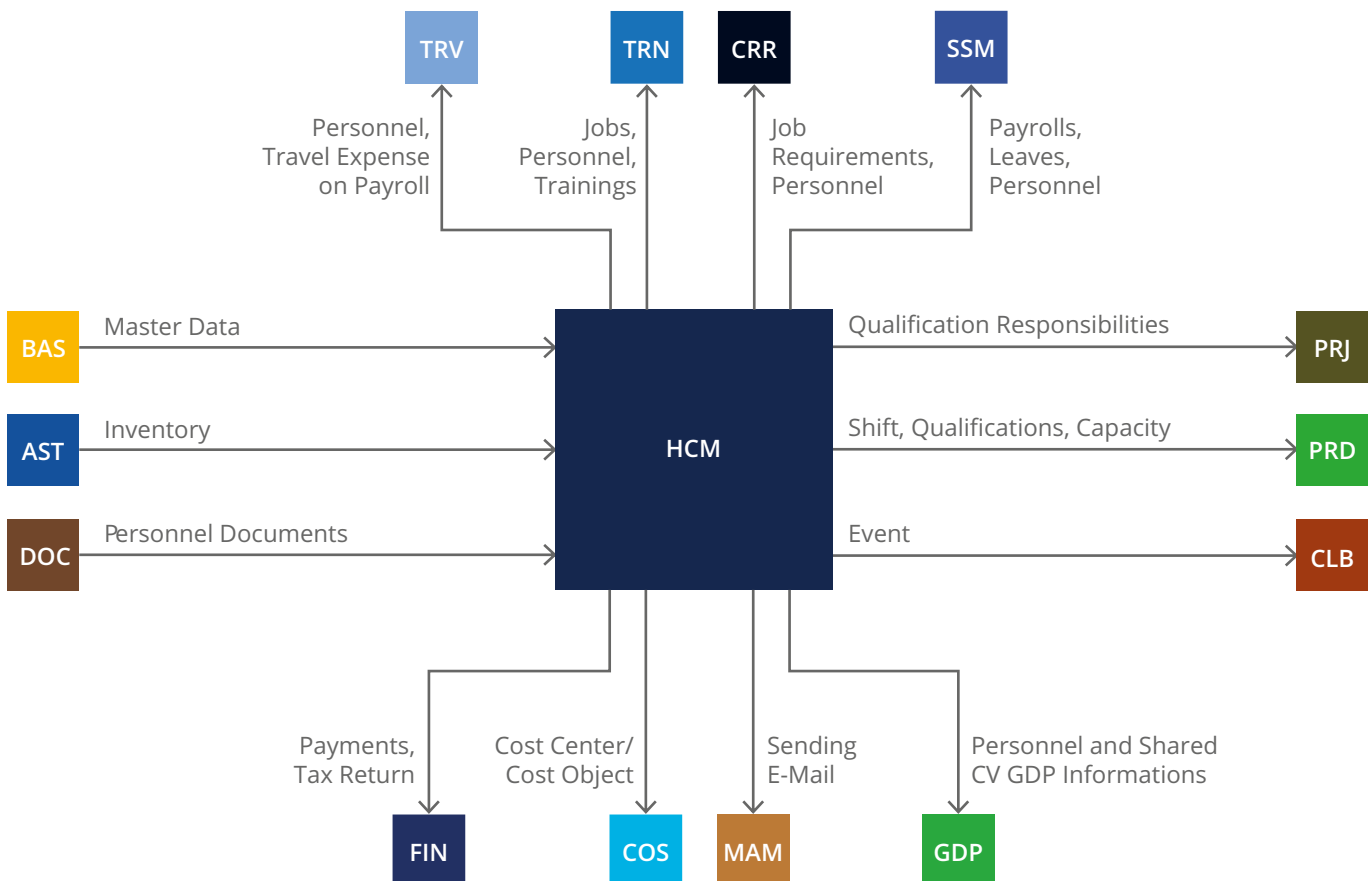 TRV
TRN
CRR
SSM
Personnel,
Travel Expense
on Payroll
Jobs,
Personnel,
Trainings
Job
Requirements,
Personnel
Payrolls,
Leaves,
Personnel
BAS
Master Data
Qualification Responsibilities
PRJ
AST
Inventory
HCM
Shift, Qualifications, Capacity
PRD
DOC
Personnel Documents
Event
CLB
Payments,
Tax Return
Cost Center/
Cost Object
Sending
E-Mail
Personnel and Shared
CV GDP Informations
FIN
COS
MAM
GDP